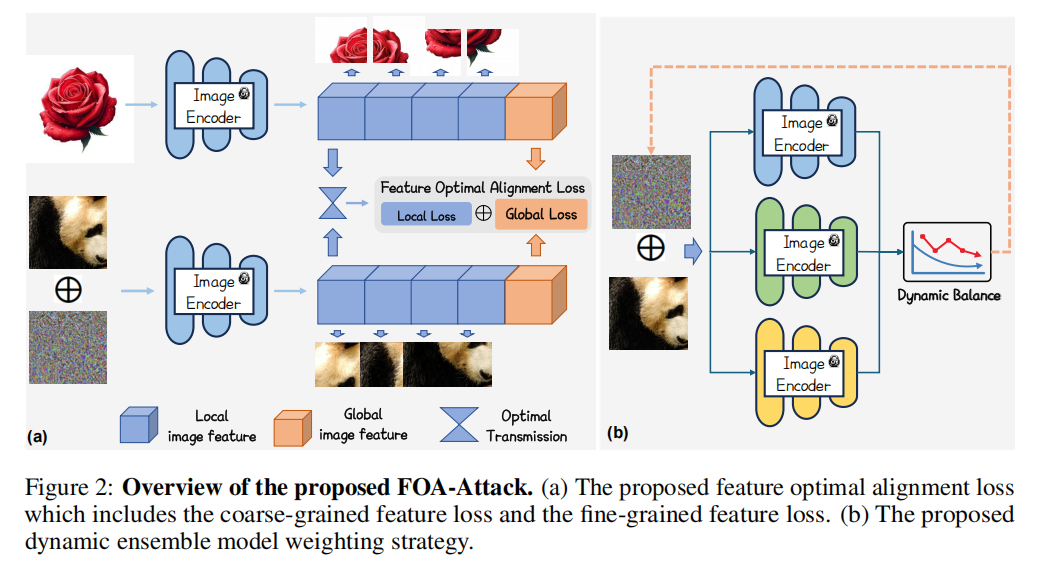 Image
Encoder
Feature Optimal Alignment Loss
Local Loss
Global Loss
Image
Encoder
Local
image feature
Global
image feature
Optimal
Transmission
(a)
Image
Encoder
Image
Encoder
Image
Encoder
Dynamic Balance
(b)
Figure 2: Overview of the proposed FOA-Attack. (a) The proposed feature optimal alignment loss
which includes the coarse-grained feature loss and the fine-grained feature loss. (b) The proposed
dynamic ensemble model weighting strategy.